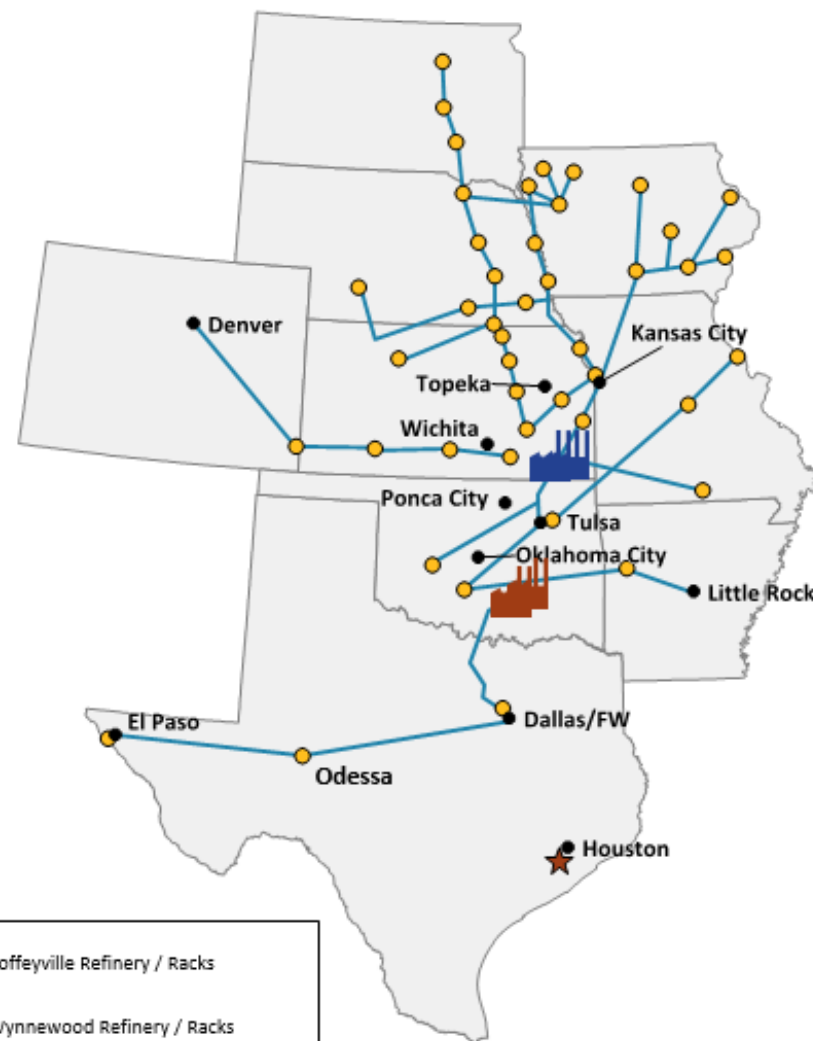 Denver
Kansas City
Topeka
Wichita
Ponca City
Tulsa
Oklahoma City
Little Rock
El Paso
Dallas/FW
Odessa
Houston
offeyville Refinery / Racks
ynnewood Refinery / Racks